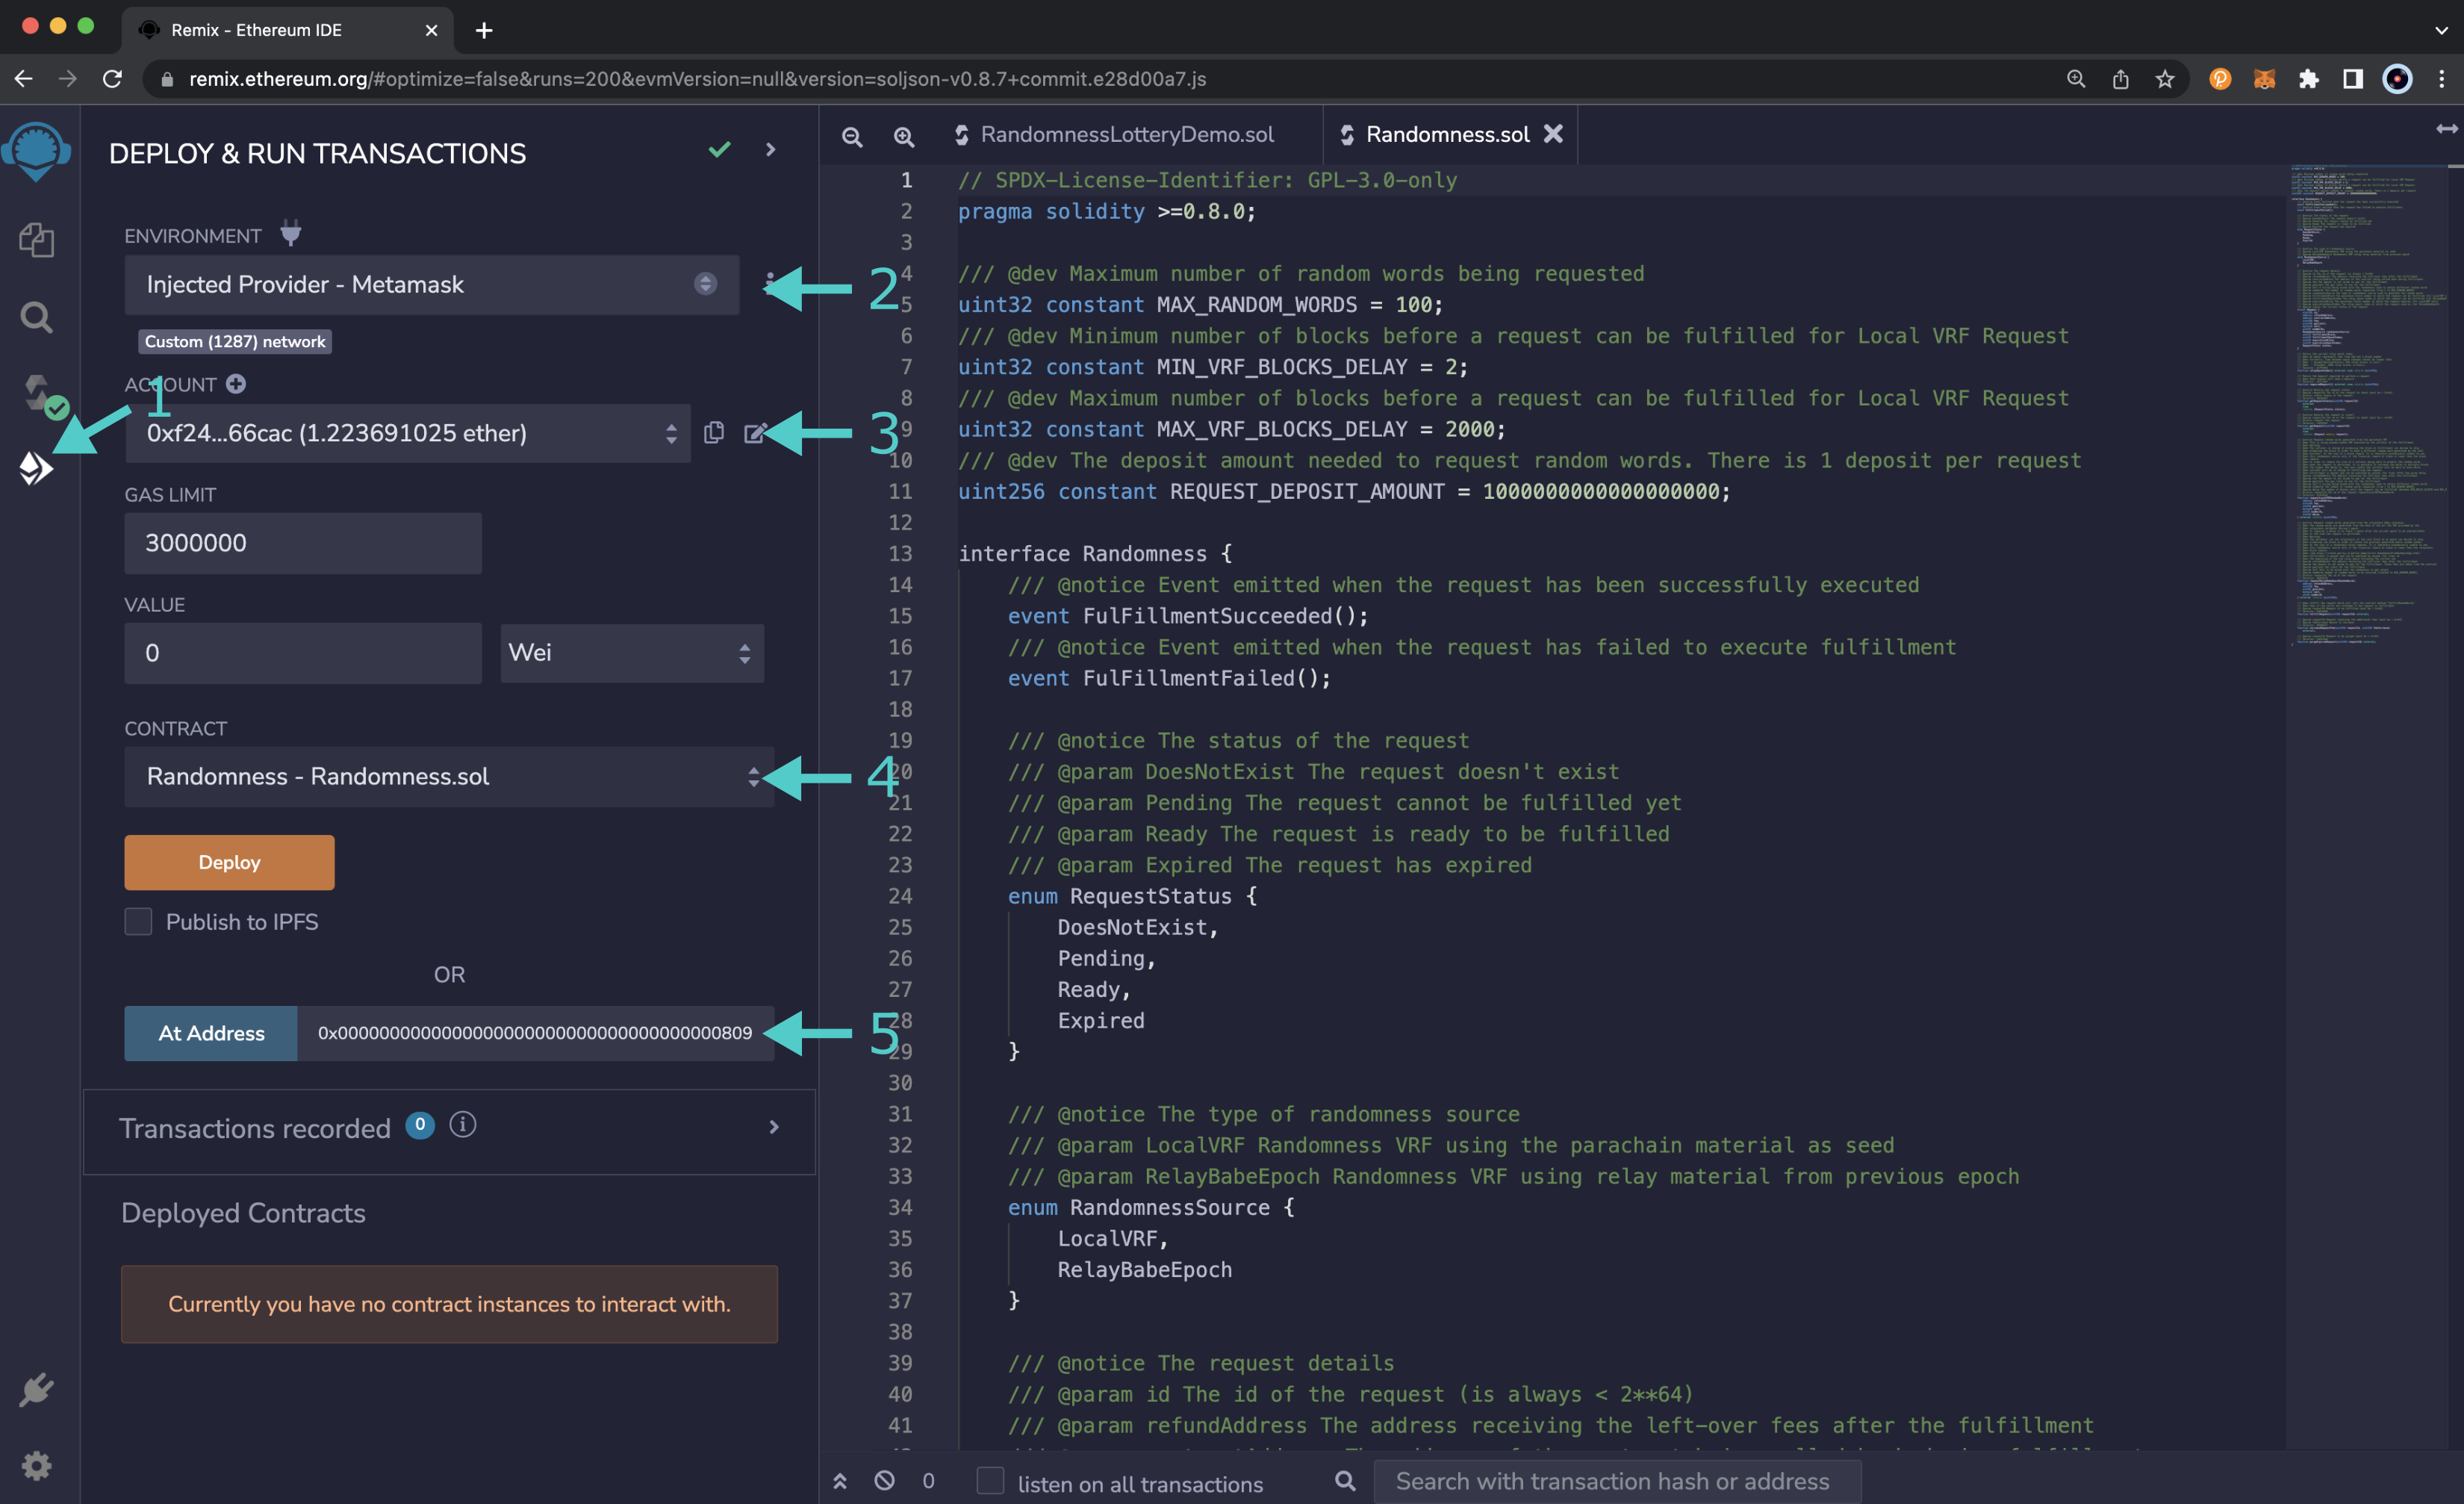 Remix - Ethereum IDE
remix.ethereum.org/#optimize=false&runs=200&evmVersion=null&version=soljson-v0.8.7+commit.e28d00a7.js
DEPLOY & RUN TRANSACTIONS
ENVIRONMENT
Injected Provider - Metamask
2
Custom (1287) network
ACCOUNT
1
0xf24...66cac (1.223691025 ether)
3
GAS LIMIT
3000000
VALUE
0
Wei
CONTRACT
Randomness - Randomness.sol
4
Deploy
Publish to IPFS
OR
At Address
0x0000000000000000000000000000000000000809
5
Transactions recorded 0 i
Deployed Contracts
Currently you have no contract instances to interact with.
RandomnessLotteryDemo.sol
Randomness.sol
1 // SPDX-License-Identifier: GPL-3.0-only
2 pragma solidity >=0.8.0;
3
4 /// @dev Maximum number of random words being requested
5 uint32 constant MAX_RANDOM_WORDS = 100;
6 /// @dev Minimum number of blocks before a request can be fulfilled for Local VRF Request
7 uint32 constant MIN_VRF_BLOCKS_DELAY = 2;
8 /// @dev Maximum number of blocks before a request can be fulfilled for Local VRF Request
9 uint32 constant MAX_VRF_BLOCKS_DELAY = 2000;
10 /// @dev The deposit amount needed to request random words. There is 1 deposit per request
11 uint256 constant REQUEST_DEPOSIT_AMOUNT = 1000000000000000000;
12
13 interface Randomness {
14 /// @notice Event emitted when the request has been successfully executed
15 event FulFillmentSucceeded();
16 /// @notice Event emitted when the request has failed to execute fulfillment
17 event FulFillmentFailed();
18
19 /// @notice The status of the request
20 /// @param DoesNotExist The request doesn't exist
21 /// @param Pending The request cannot be fulfilled yet
22 /// @param Ready The request is ready to be fulfilled
23 /// @param Expired The request has expired
24 enum RequestStatus {
25 DoesNotExist,
26 Pending,
27 Ready,
28 Expired
29 }
30
31 /// @notice The type of randomness source
32 /// @param LocalVRF Randomness VRF using the parachain material as seed
33 /// @param RelayBabeEpoch Randomness VRF using relay material from previous epoch
34 enum RandomnessSource {
35 LocalVRF,
36 RelayBabeEpoch
37 }
38
39 /// @notice The request details
40 /// @param id The id of the request (is always < 2**64)
41 /// @param refundAddress The address receiving the left-over fees after the fulfillment
0
listen on all transactions
Search with transaction hash or address